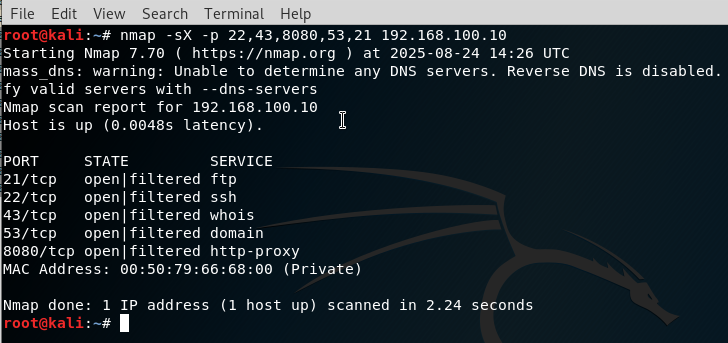 File Edit View Search Terminal Help
root@kali:~# nmap -sX -p 22,43,8080,53,21 192.168.100.10
Starting Nmap 7.70 ( https://nmap.org ) at 2025-08-24 14:26 UTC
mass_dns: warning: Unable to determine any DNS servers. Reverse DNS is disabled.
fy valid servers with --dns-servers
Nmap scan report for 192.168.100.10
Host is up (0.0048s latency).
PORT     STATE         SERVICE
21/tcp   open|filtered ftp
22/tcp   open|filtered ssh
43/tcp   open|filtered whois
53/tcp   open|filtered domain
8080/tcp open|filtered http-proxy
MAC Address: 00:50:79:66:68:00 (Private)
Nmap done: 1 IP address (1 host up) scanned in 2.24 seconds
root@kali:~#